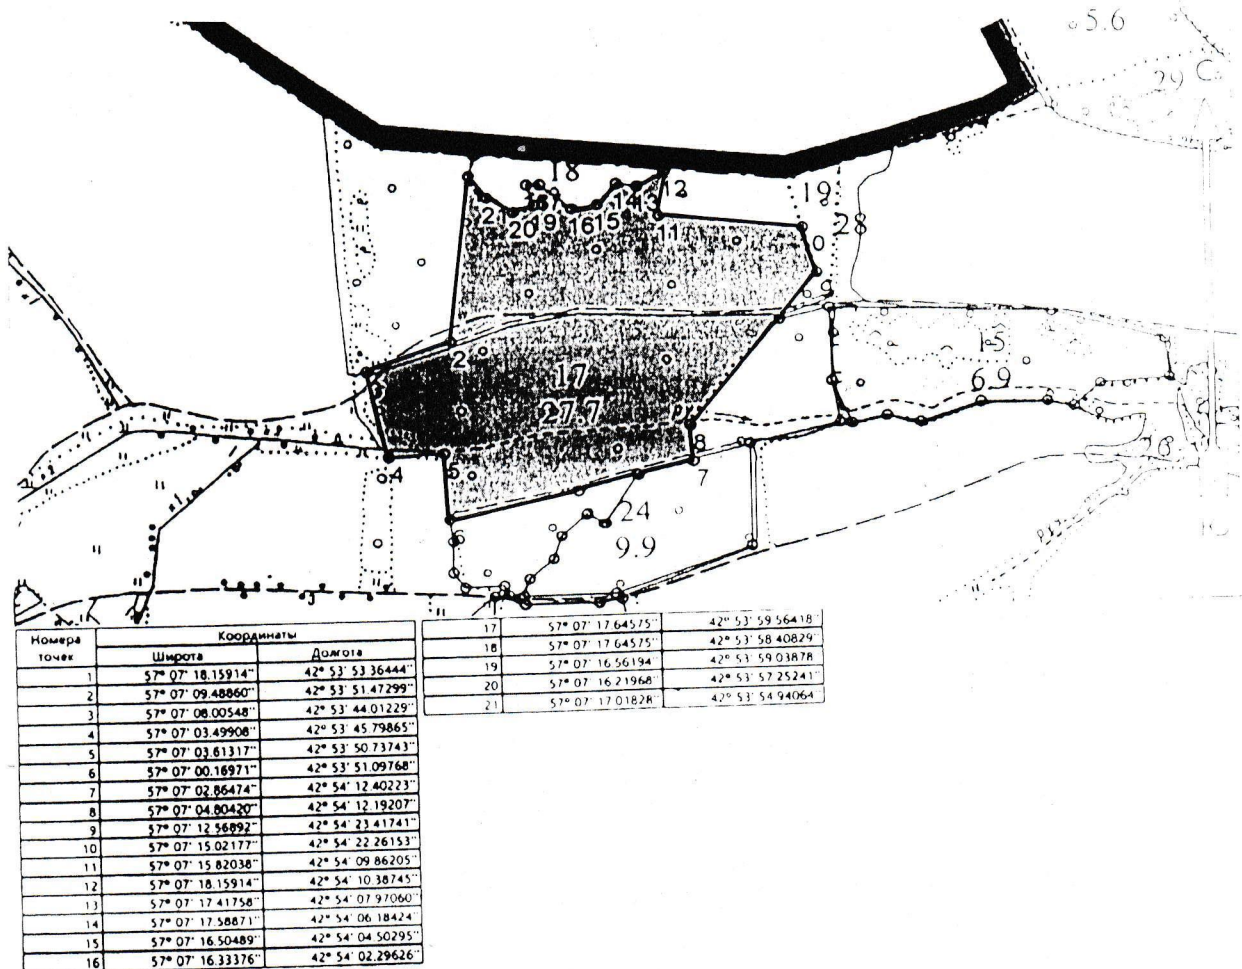 5.6
29 С
18
19
28
12
14
13
21
20
19
16
15
11
0
9
2
15
6.9
17
27.7
РУЧ
3
8
4
5
7
26
24
6
9.9
РУЧ
Ю
Номера точек
Координаты
Широта Долгота
1 57° 07' 18.15914" 42° 53' 53.36444"
2 57° 07' 09.48860" 42° 53' 51.47299"
3 57° 07' 08.00548" 42° 53' 44.01229"
4 57° 07' 03.49908" 42° 53' 45.79865"
5 57° 07' 03.61317" 42° 53' 50.73743"
6 57° 07' 00.16971" 42° 53' 51.09768"
7 57° 07' 02.86474" 42° 54' 12.40223"
8 57° 07' 04.80420" 42° 54' 12.19207"
9 57° 07' 12.56892" 42° 54' 23.41741"
10 57° 07' 15.02177" 42° 54' 22.26153"
11 57° 07' 15.82038" 42° 54' 09.86205"
12 57° 07' 18.15914" 42° 54' 10.38745"
13 57° 07' 17.41758" 42° 54' 07.97060"
14 57° 07' 17.58871" 42° 54' 06.18424"
15 57° 07' 16.50489" 42° 54' 04.50295"
16 57° 07' 16.33376" 42° 54' 02.29626"
17 57° 07' 17.64575" 42° 53' 59.56418"
18 57° 07' 17.64575" 42° 53' 58.40829"
19 57° 07' 16.56194" 42° 53' 59.03878"
20 57° 07' 16.21968" 42° 53' 57.25241"
21 57° 07' 17.01828" 42° 53' 54.94064"